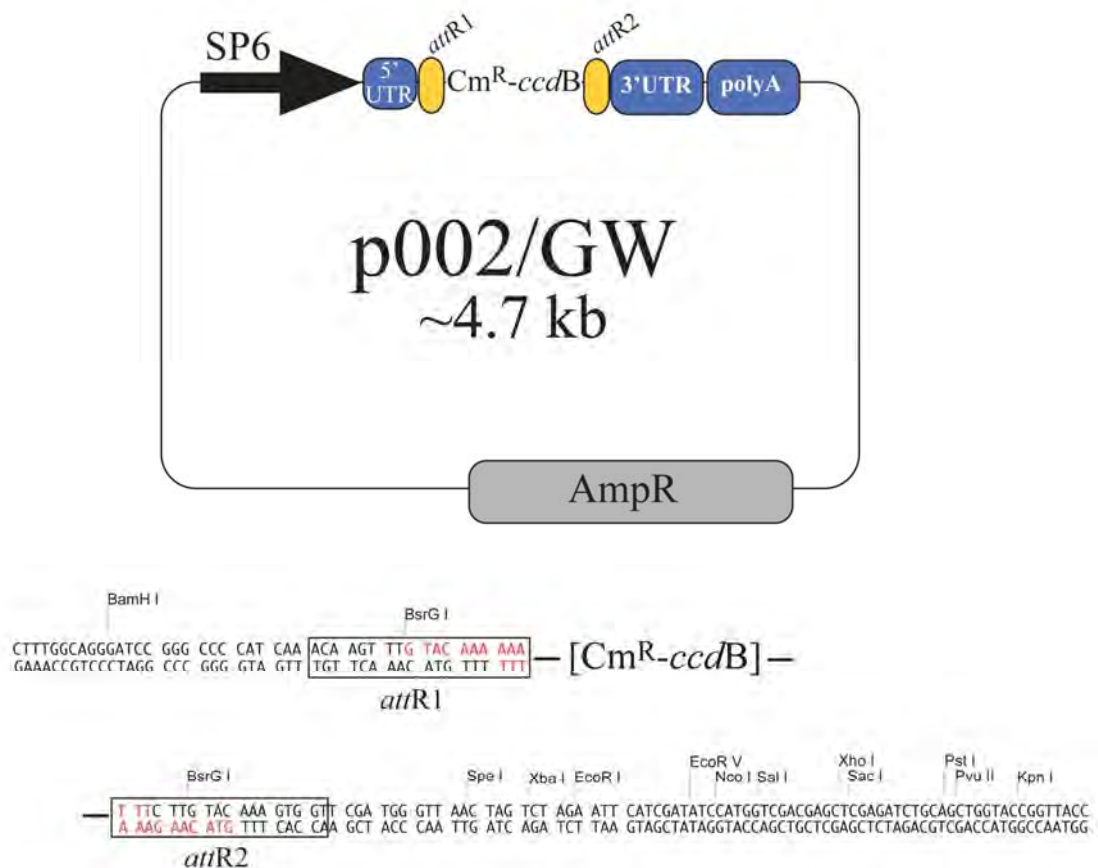 SP6
5'
UTR
attR1
Cmᴿ-ccdB
attR2
3'UTR
polyA
p002/GW
~4.7 kb
AmpR
BamH I
BsrG I
CTTTGGCAGGGATCC GGG CCC CAT CAA ACA AGT TTG TAC AAA AAA
GAAACCGTCCCTAGG CCC GGG GTA GTT TGT TCA AAC ATG TTT TTT
— [Cmᴿ-ccdB] —
attR1
BsrG I
Spe I
Xba I
EcoR I
EcoR V
Nco I
Sal I
Xho I
Sac I
Pst I
Pvu II
Kpn I
T TTC TTG TAC AAA GTG GTT CGA TGG GTT AAC TAG TCT AGA ATT CATCGATATCCATGGTCGACGAGCTCGAGATCTGCAGCTGGTACCGGTTACC
A AAG AAC ATG TTT CAC CAA GCT ACC CAA TTG ATC AGA TCT TAA GTAGCTATAGGTACCAGCTGCTCGAGCTCTAGACGTCGACCATGGCCAATGG
attR2